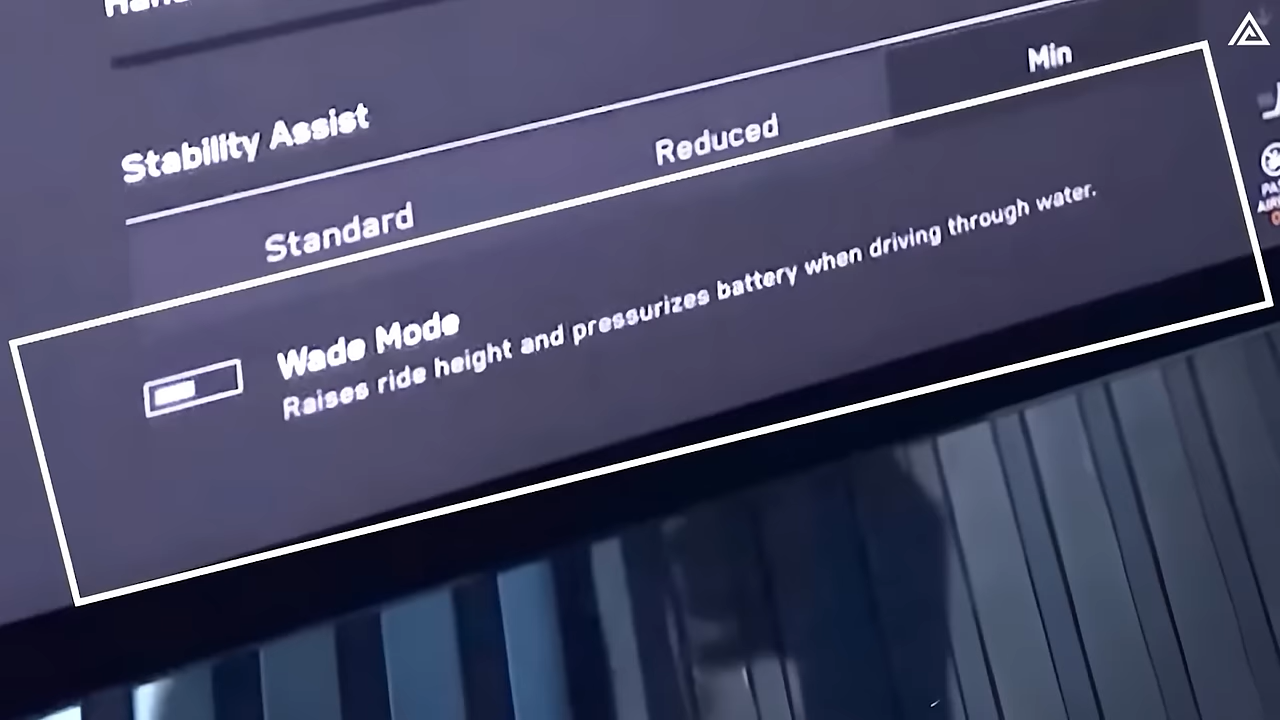 Stability Assist
Standard Reduced Min
Wade Mode
Raises ride height and pressurizes battery when driving through water.